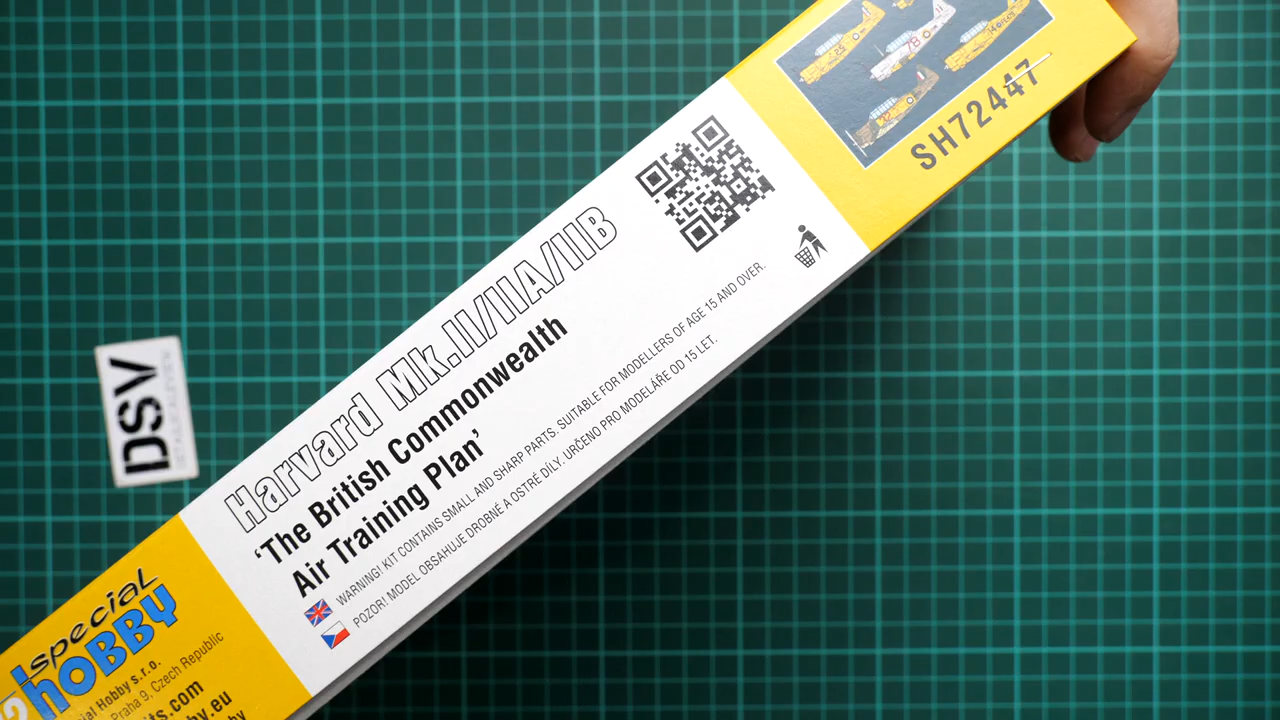 SH72447
Harvard Mk.II/IIA/IIB
'The British Commonwealth
Air Training Plan'
WARNING! KIT CONTAINS SMALL AND SHARP PARTS. SUITABLE FOR MODELLERS OF AGE 15 AND OVER.
POZOR! MODEL OBSAHUJE DROBNÉ A OSTRÉ DÍLY. URČENO PRO MODELÁŘE OD 15 LET.
special
HOBBY
Hobby s.r.o.
Praha 9, Czech Republic
DSV